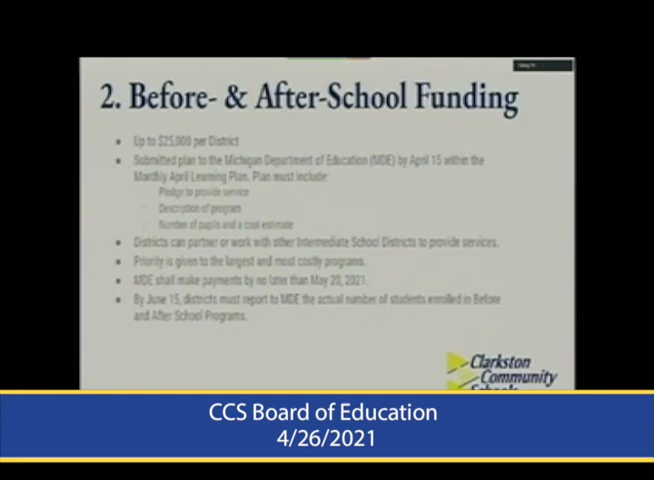 2. Before- & After-School Funding
Up to $25,000 per District
Submitted plan to the Michigan Department of Education (MDE) by April 15 within the
Monthly April Learning Plan. Plan must include:
Pledge to provide service
Description of program
Number of pupils and a cost estimate
Districts can partner or work with other Intermediate School Districts to provide services.
Priority is given to the largest and most costly programs.
MDE shall make payments by no later than May 20, 2021.
By June 15, districts must report to MDE the actual number of students enrolled in Before
and After School Programs.
Clarkston
Community
Schools
CCS Board of Education
4/26/2021